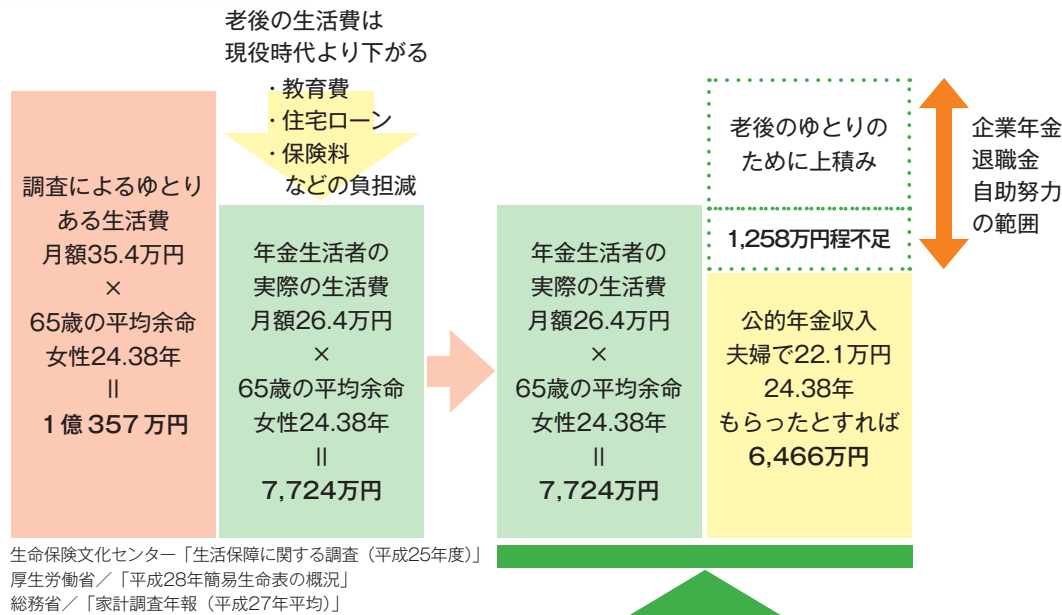 老後の生活費は
現役時代より下がる
・教育費
・住宅ローン
・保険料
などの負担減
調査によるゆとり
ある生活費
月額35.4万円
×
65歳の平均余命
女性24.38年
||
1億357万円
年金生活者の
実際の生活費
月額26.4万円
×
65歳の平均余命
女性24.38年
||
7,724万円
年金生活者の
実際の生活費
月額26.4万円
×
65歳の平均余命
女性24.38年
||
7,724万円
老後のゆとりの
ために上積み
1,258万円程不足
公的年金収入
夫婦で22.1万円
24.38年
もらったとすれば
6,466万円
企業年金
退職金
自助努力
の範囲
生命保険文化センター「生活保障に関する調査（平成25年度）」
厚生労働省／「平成28年簡易生命表の概況」
総務省／「家計調査年報（平成27年平均）」